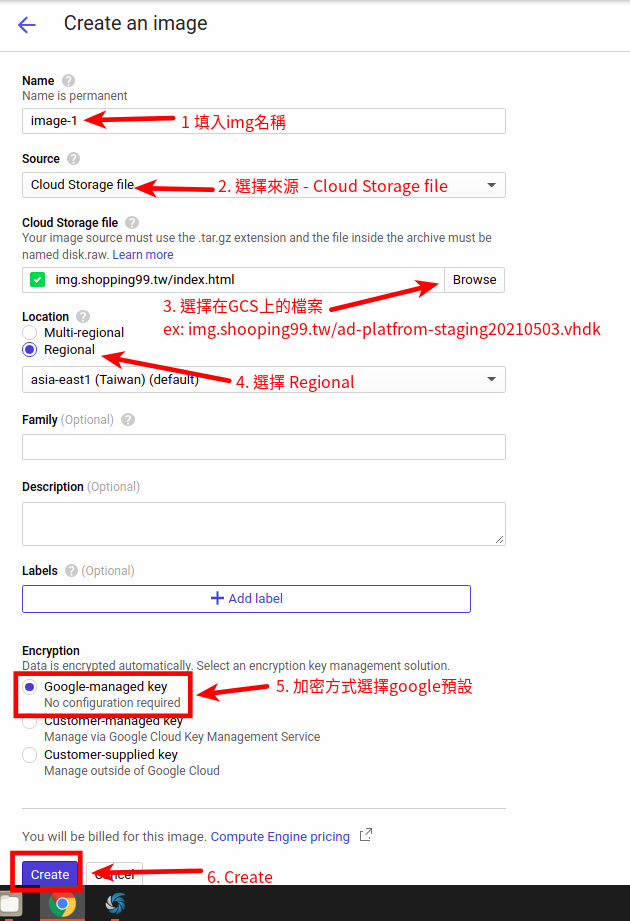 Create an image
Name
Name is permanent
image-1
1 填入img名稱
Source
Cloud Storage file
2. 選擇來源 - Cloud Storage file
Cloud Storage file
Your image source must use the .tar.gz extension and the file inside the archive must be
named disk.raw. Learn more
img.shopping99.tw/index.html
Browse
3. 選擇在GCS上的檔案
ex: img.shooping99.tw/ad-platfrom-staging20210503.vhdk
Location
Multi-regional
Regional
asia-east1 (Taiwan) (default)
4. 選擇 Regional
Family (Optional)
Description (Optional)
Labels (Optional)
Add label
Encryption
Data is encrypted automatically. Select an encryption key management solution.
Google-managed key
No configuration required
5. 加密方式選擇google預設
Customer-managed key
Manage via Google Cloud Key Management Service
Customer-supplied key
Manage outside of Google Cloud
You will be billed for this image. Compute Engine pricing
Create
Cancel
6. Create